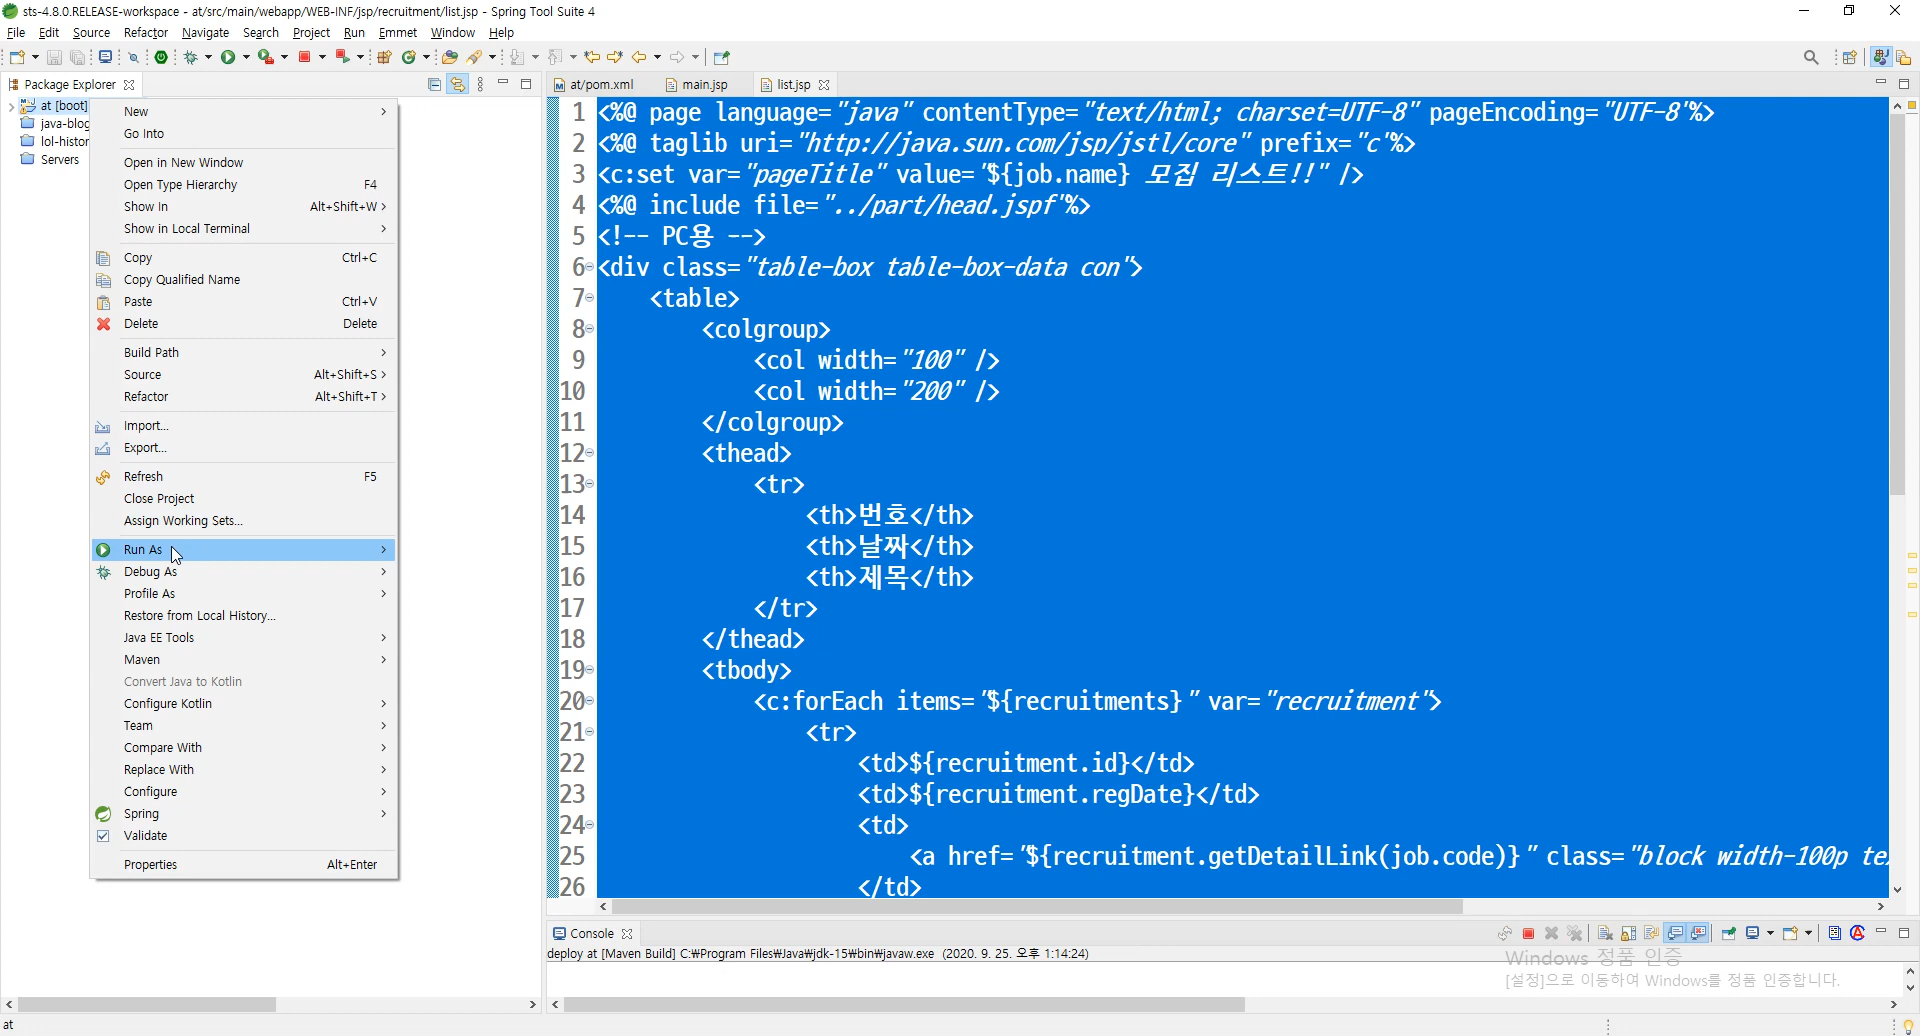 sts-4.8.0.RELEASE-workspace - at/src/main/webapp/WEB-INF/jsp/recruitment/list.jsp - Spring Tool Suite 4
File Edit Source Refactor Navigate Search Project Run Emmet Window Help
Package Explorer
at [boot]
java-blog
lol-histor
Servers
New
Go Into
Open in New Window
Open Type Hierarchy F4
Show In Alt+Shift+W >
Show in Local Terminal
Copy Ctrl+C
Copy Qualified Name
Paste Ctrl+V
Delete Delete
Build Path
Source Alt+Shift+S >
Refactor Alt+Shift+T >
Import...
Export...
Refresh F5
Close Project
Assign Working Sets...
Run As
Debug As
Profile As
Restore from Local History...
Java EE Tools
Maven
Convert Java to Kotlin
Configure Kotlin
Team
Compare With
Replace With
Configure
Spring
Validate
Properties Alt+Enter
at/pom.xml main.jsp list.jsp
1 <%@ page language="java" contentType="text/html; charset=UTF-8" pageEncoding="UTF-8"%>
2 <%@ taglib uri="http://java.sun.com/jsp/jstl/core" prefix="c"%>
3 <c:set var="pageTitle" value="${job.name} 모집 리스트!!" />
4 <%@ include file="../part/head.jspf"%>
5 <!-- PC용 -->
6 <div class="table-box table-box-data con">
7 <table>
8 <colgroup>
9 <col width="100" />
10 <col width="200" />
11 </colgroup>
12 <thead>
13 <tr>
14 <th>번호</th>
15 <th>날짜</th>
16 <th>제목</th>
17 </tr>
18 </thead>
19 <tbody>
20 <c:forEach items="${recruitments}" var="recruitment">
21 <tr>
22 <td>${recruitment.id}</td>
23 <td>${recruitment.regDate}</td>
24 <td>
25 <a href="${recruitment.getDetailLink(job.code)}" class="block width-100p te
26 </td>
Console
deploy at [Maven Build] C:₩Program Files₩Java₩jdk-15₩bin₩javaw.exe (2020. 9. 25. 오후 1:14:24)
Windows 정품 인증
[설정]으로 이동하여 Windows를 정품 인증합니다.
at